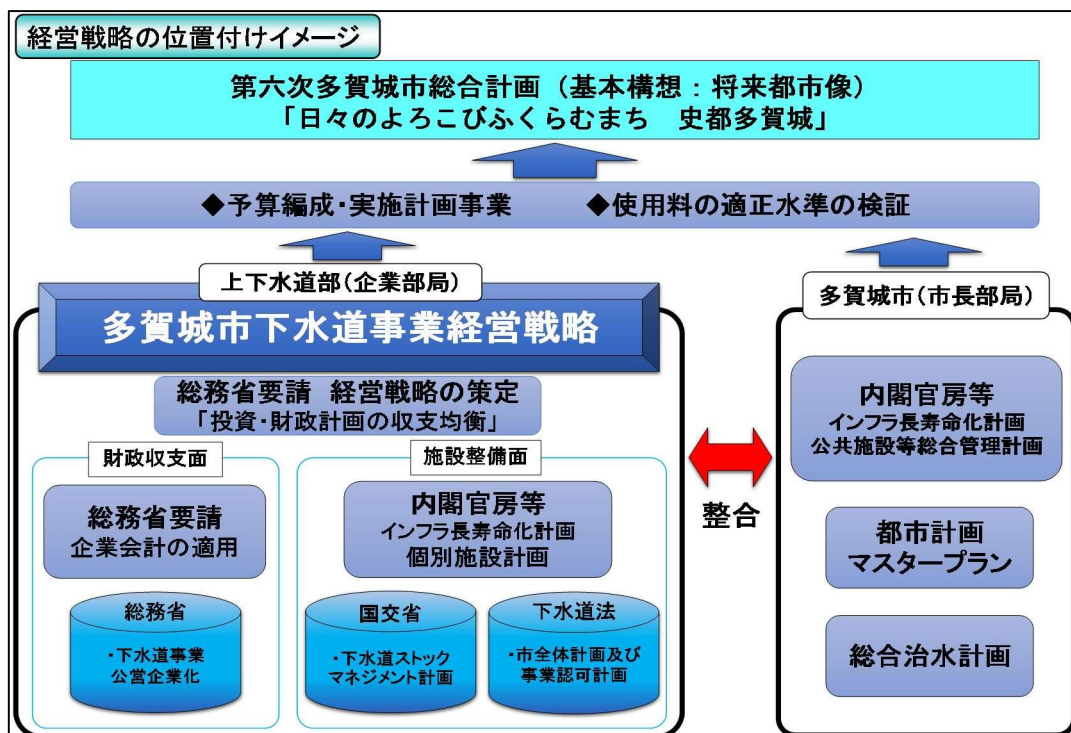 経営戦略の位置付けイメージ
第六次多賀城市総合計画（基本構想：将来都市像）
「日々のよろこびふくらむまち　史都多賀城」
◆予算編成・実施計画事業　◆使用料の適正水準の検証
上下水道部（企業部局）
多賀城市下水道事業経営戦略
総務省要請 経営戦略の策定
「投資・財政計画の収支均衡」
財政収支面
総務省要請
企業会計の適用
総務省
・下水道事業
公営企業化
施設整備面
内閣官房等
インフラ長寿命化計画
個別施設計画
国交省
・下水道ストック
マネジメント計画
下水道法
・市全体計画及び
事業認可計画
整合
多賀城市（市長部局）
内閣官房等
インフラ長寿命化計画
公共施設等総合管理計画
都市計画
マスタープラン
総合治水計画